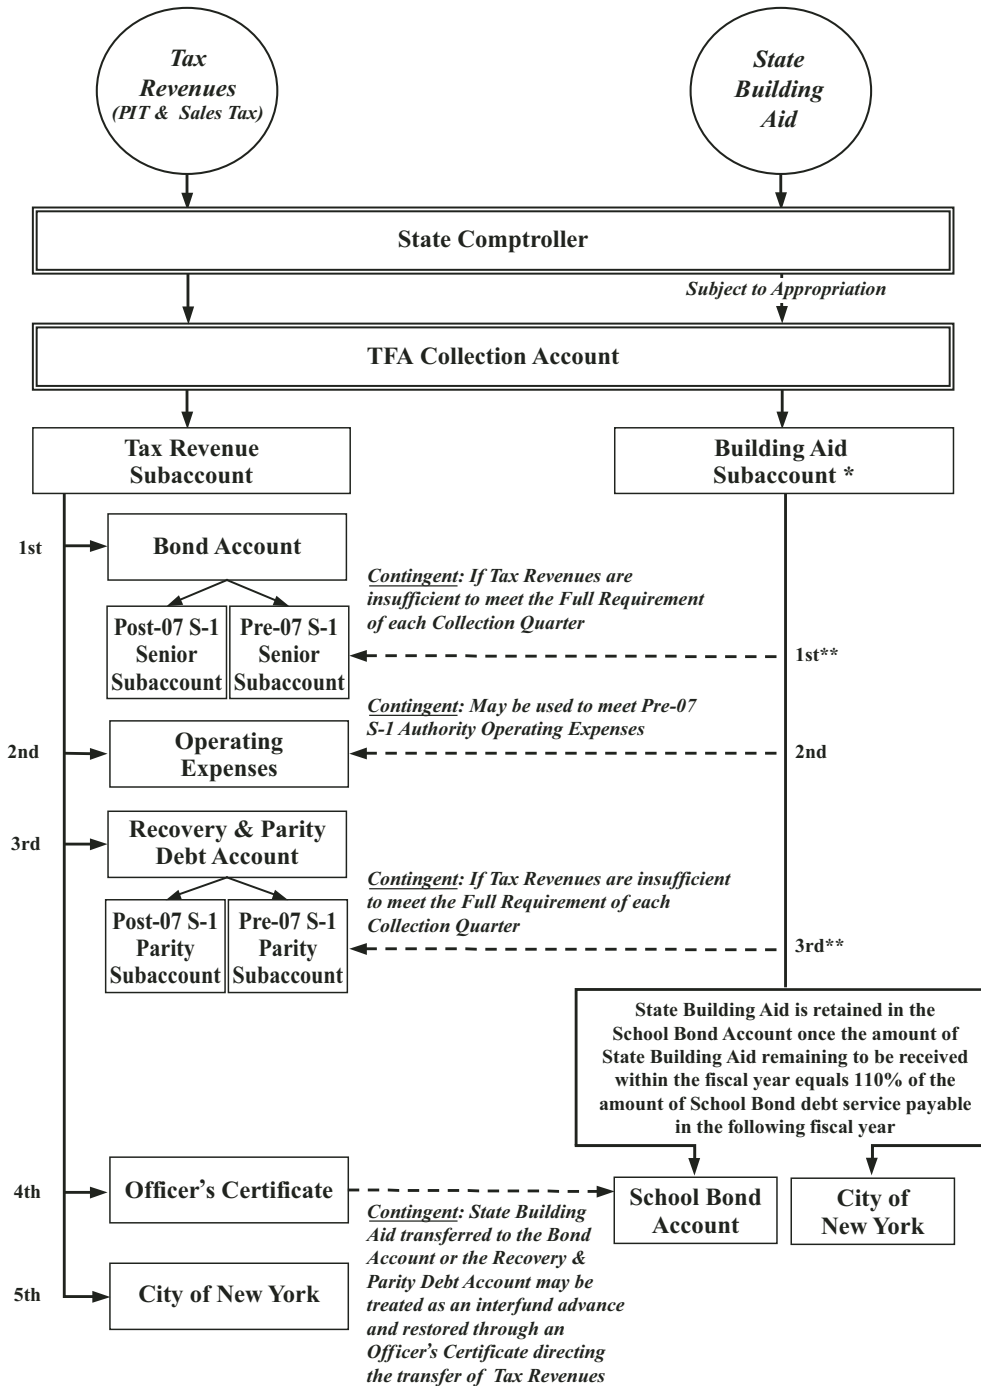 Tax
Revenues
(PIT & Sales Tax)
State
Building
Aid
State Comptroller
Subject to Appropriation
TFA Collection Account
Tax Revenue
Subaccount
Building Aid
Subaccount *
1st
Bond Account
Contingent: If Tax Revenues are
insufficient to meet the Full Requirement
of each Collection Quarter
Post-07 S-1
Senior
Subaccount
Pre-07 S-1
Senior
Subaccount
1st**
Contingent: May be used to meet Pre-07
S-1 Authority Operating Expenses
2nd
Operating
Expenses
2nd
3rd
Recovery & Parity
Debt Account
Contingent: If Tax Revenues are insufficient
to meet the Full Requirement of each
Collection Quarter
Post-07 S-1
Parity
Subaccount
Pre-07 S-1
Parity
Subaccount
3rd**
State Building Aid is retained in the
School Bond Account once the amount of
State Building Aid remaining to be received
within the fiscal year equals 110% of the
amount of School Bond debt service payable
in the following fiscal year
4th
Officer's Certificate
School Bond
Account
City of
New York
Contingent: State Building
Aid transferred to the Bond
Account or the Recovery &
Parity Debt Account may be
treated as an interfund advance
and restored through an
Officer's Certificate directing
the transfer of Tax Revenues
5th
City of New York